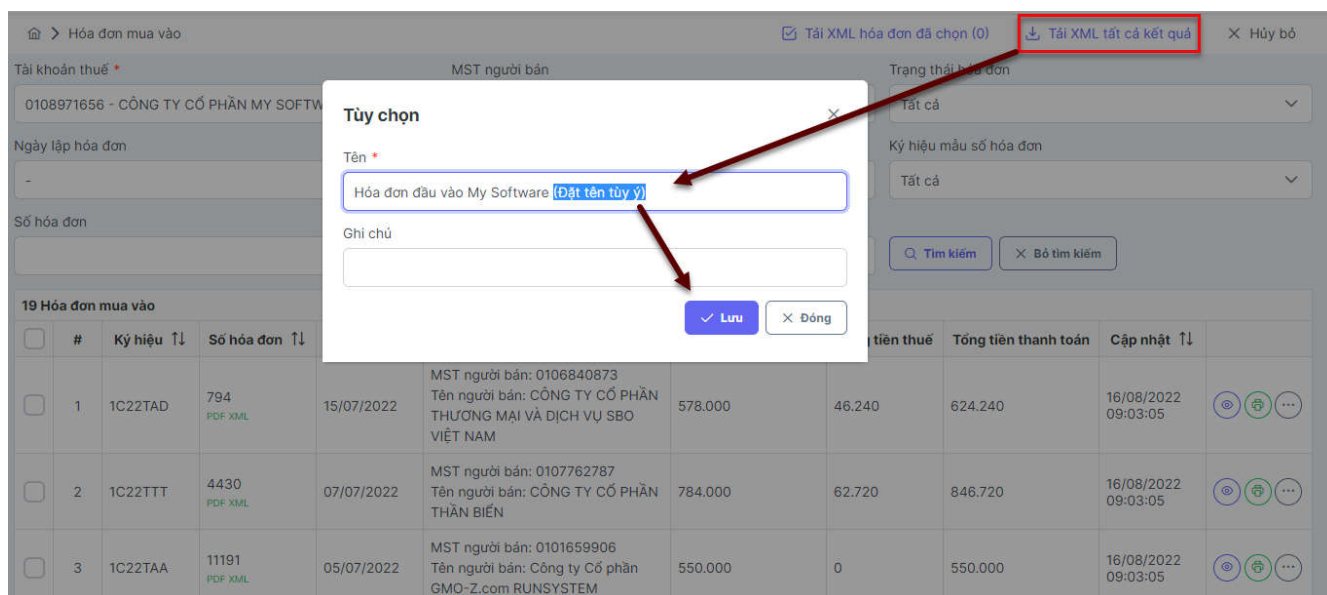 Hóa đơn mua vào
Tải XML hóa đơn đã chọn (0)
Tải XML tất cả kết quả
Hủy bỏ
Tài khoản thuế *
MST người bán
Trạng thái hóa đơn
0108971656 - CÔNG TY CỔ PHẦN MY SOFTW
Tất cả
Ngày lập hóa đơn
Ký hiệu mẫu số hóa đơn
-
Tất cả
Số hóa đơn
Tìm kiếm
Bỏ tìm kiếm
Tùy chọn
Tên *
Hóa đơn đầu vào My Software (Đặt tên tùy ý)
Ghi chú
Lưu
Đóng
19 Hóa đơn mua vào
# Ký hiệu Số hóa đơn tiền thuế Tổng tiền thanh toán Cập nhật
1 1C22TAD 794 PDF XML 15/07/2022
MST người bán: 0106840873
Tên người bán: CÔNG TY CỔ PHẦN
THƯƠNG MẠI VÀ DỊCH VỤ SBO
VIỆT NAM
578.000 46.240 624.240 16/08/2022 09:03:05
2 1C22TTT 4430 PDF XML 07/07/2022
MST người bán: 0107762787
Tên người bán: CÔNG TY CỔ PHẦN
THẦN BIỂN
784.000 62.720 846.720 16/08/2022 09:03:05
3 1C22TAA 11191 PDF XML 05/07/2022
MST người bán: 0101659906
Tên người bán: Công ty Cổ phần
GMO-Z.com RUNSYSTEM
550.000 0 550.000 16/08/2022 09:03:05